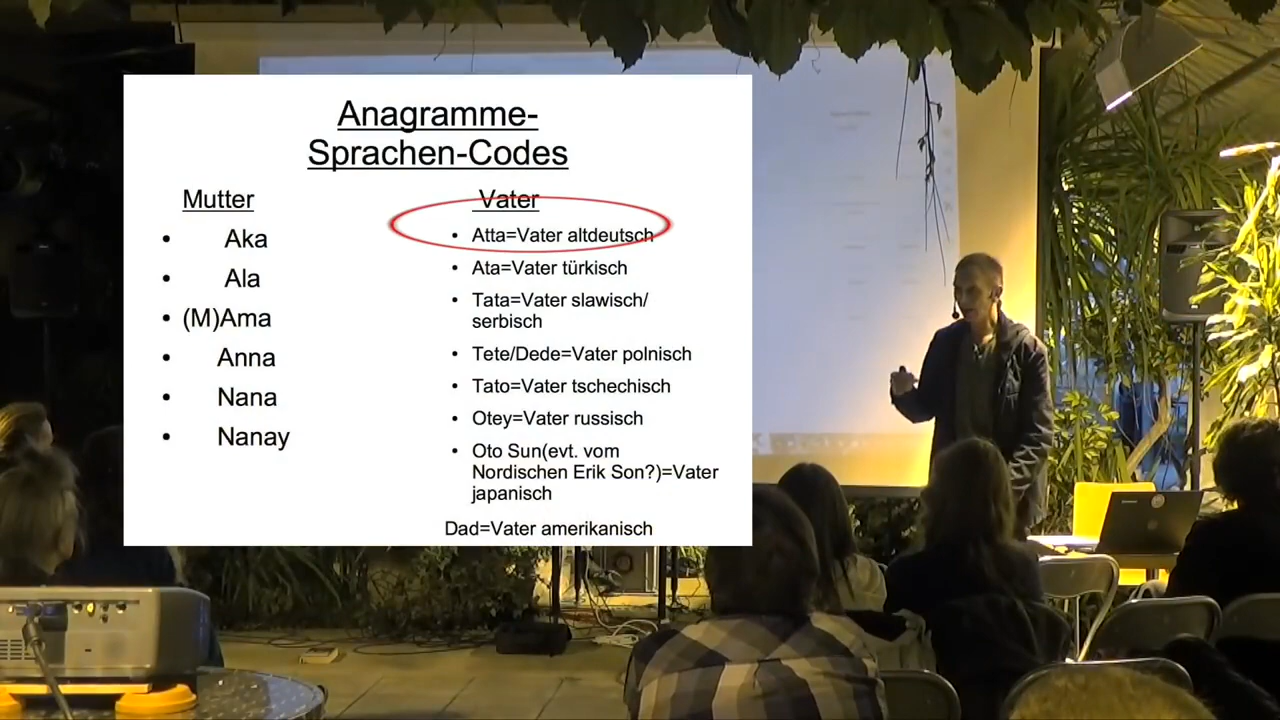 Anagramme-
Sprachen-Codes
Mutter
• Aka
• Ala
• (M)Ama
• Anna
• Nana
• Nanay
Vater
• Atta=Vater altdeutsch
• Ata=Vater türkisch
• Tata=Vater slawisch/
serbisch
• Tete/Dede=Vater polnisch
• Tato=Vater tschechisch
• Otey=Vater russisch
• Oto Sun(evt. vom
Nordischen Erik Son?)=Vater
japanisch
Dad=Vater amerikanisch